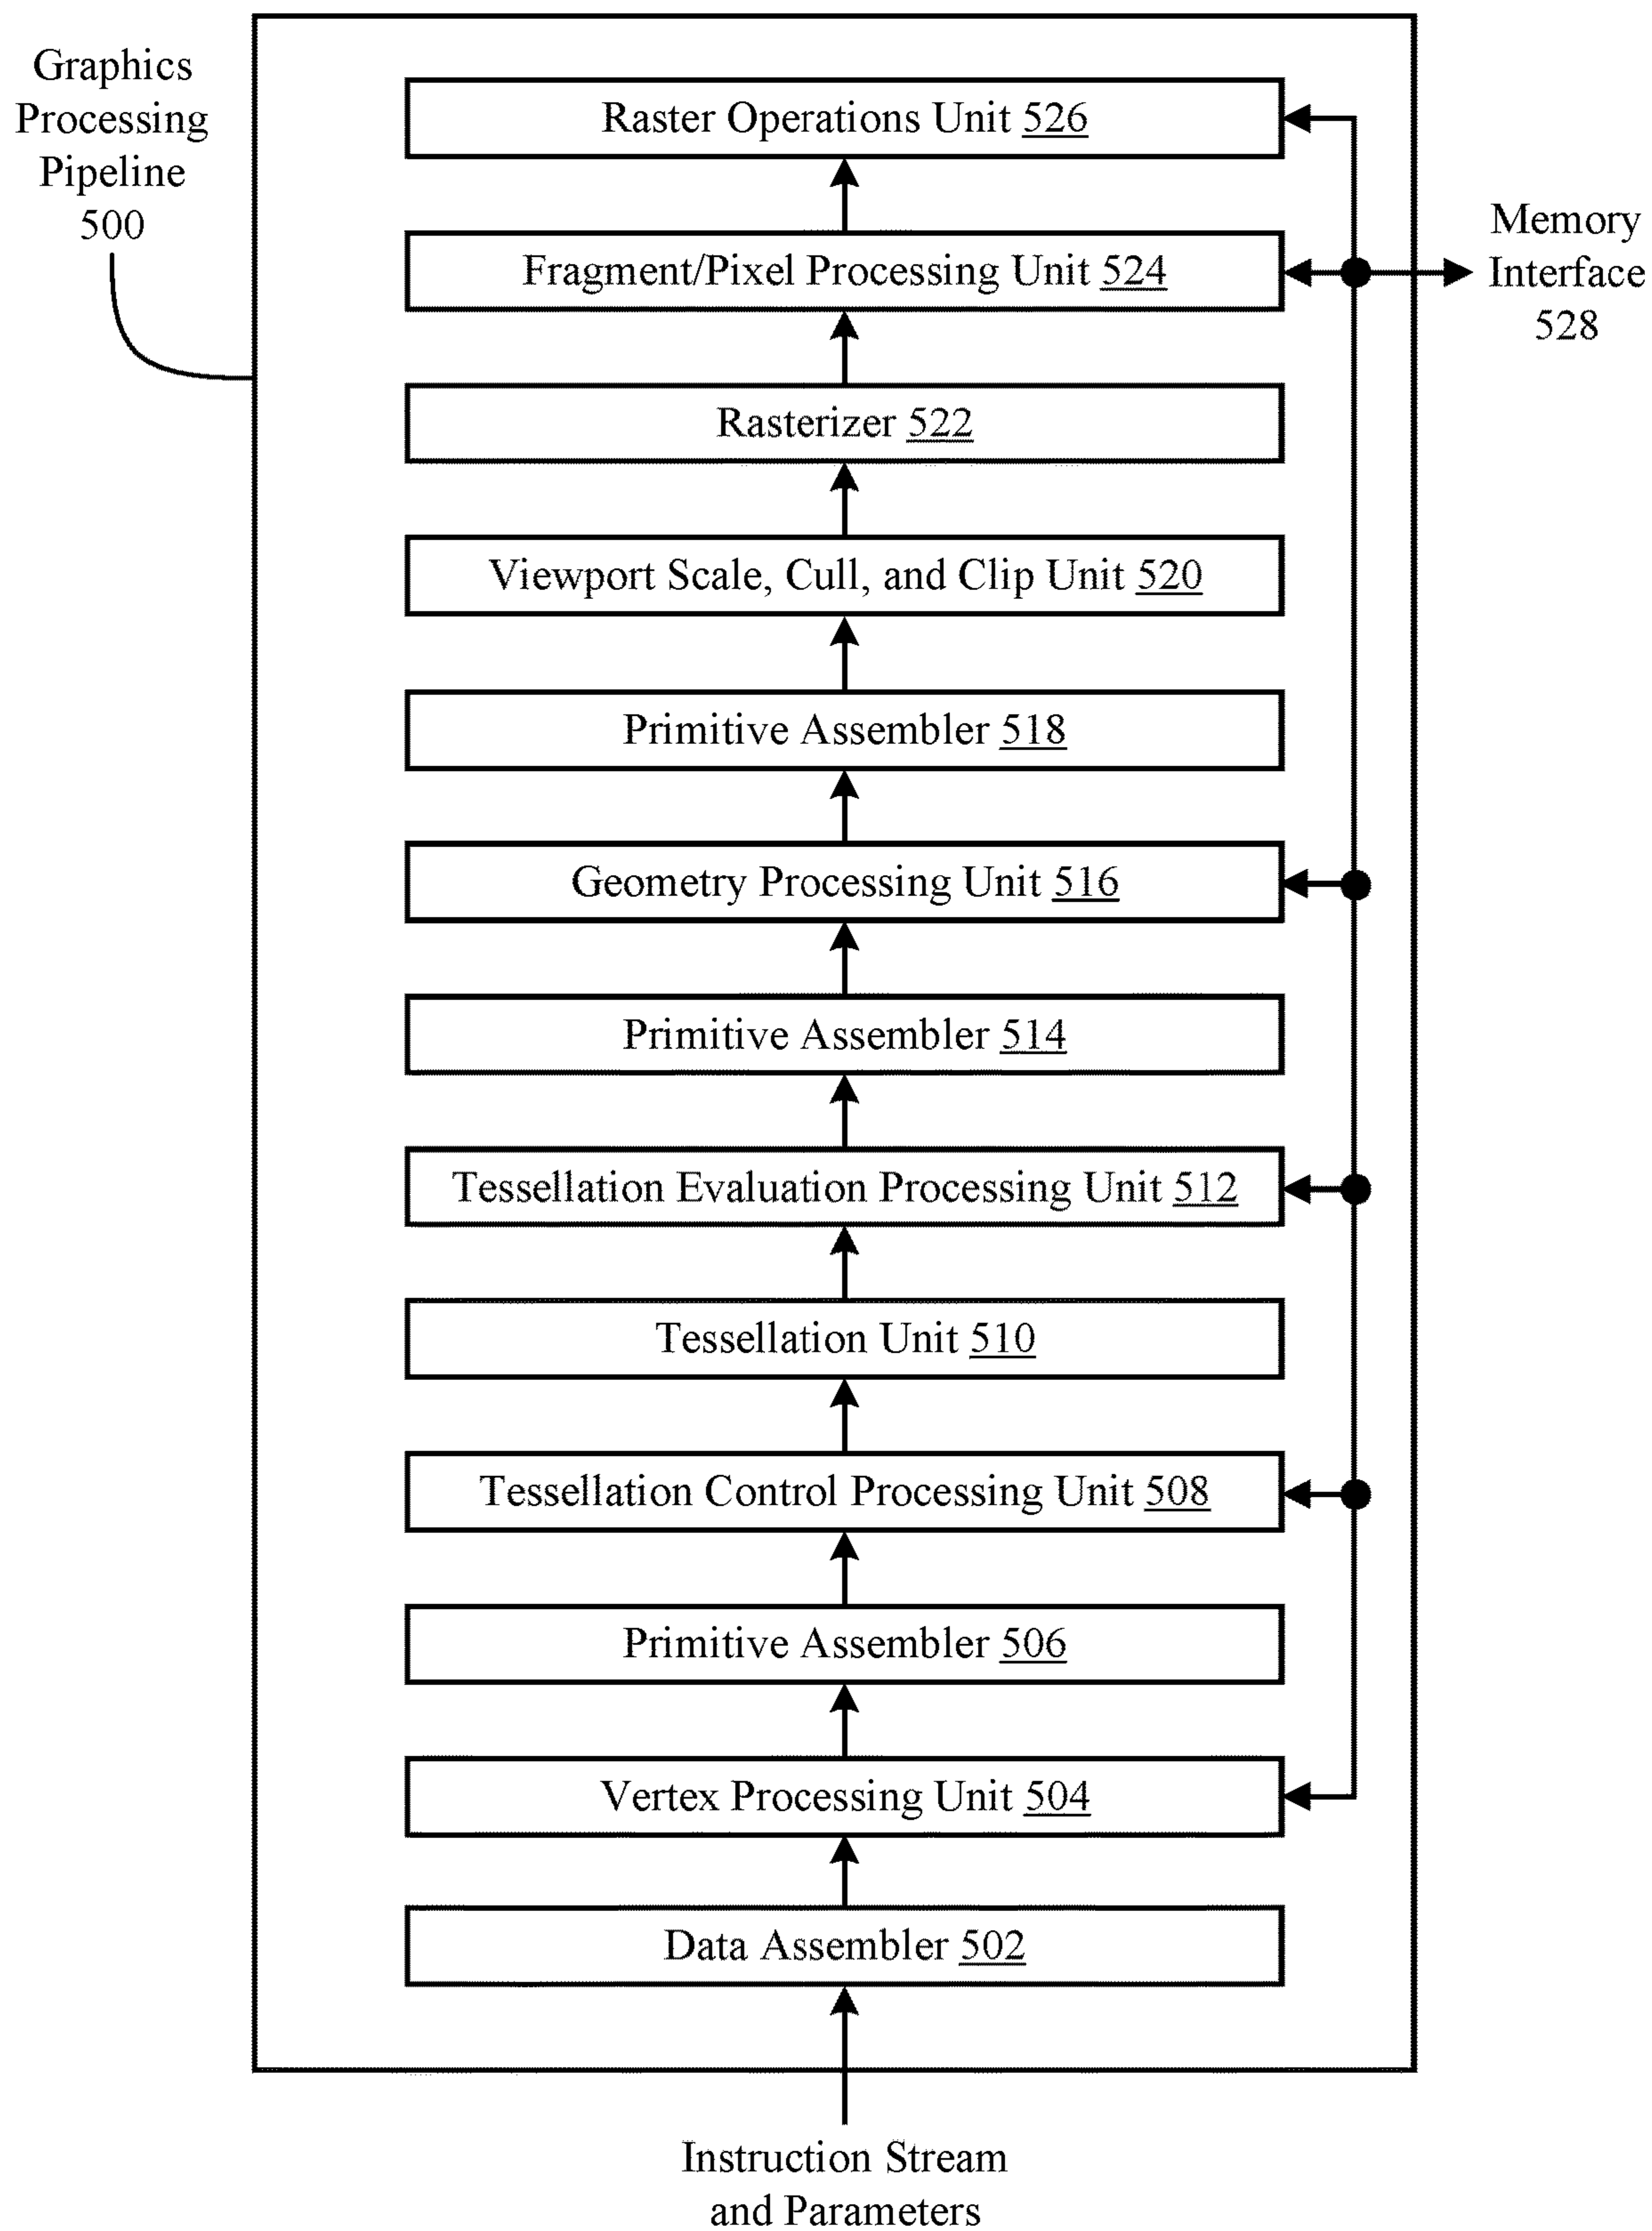 Graphics
Processing
Pipeline
500
Raster Operations Unit 526
Fragment/Pixel Processing Unit 524
Memory
Interface
528
Rasterizer 522
Viewport Scale, Cull, and Clip Unit 520
Primitive Assembler 518
Geometry Processing Unit 516
Primitive Assembler 514
Tessellation Evaluation Processing Unit 512
Tessellation Unit 510
Tessellation Control Processing Unit 508
Primitive Assembler 506
Vertex Processing Unit 504
Data Assembler 502
Instruction Stream
and Parameters